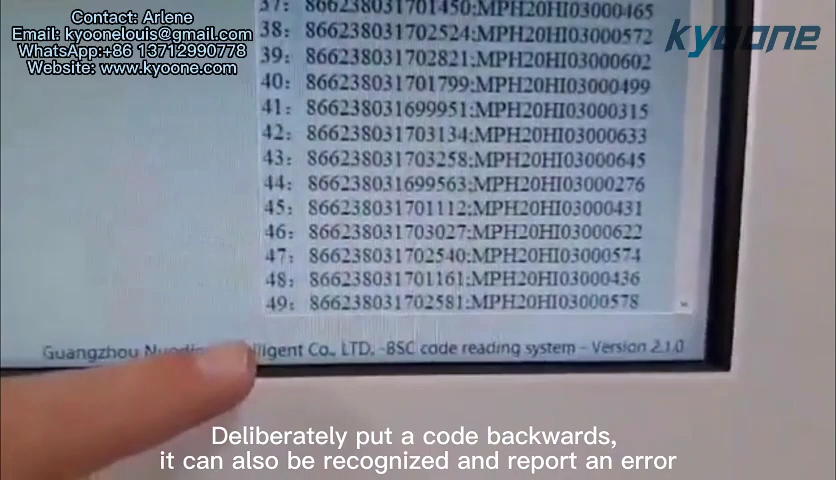 Contact: Arlene
Email: kyoonelouis@gmail.com
WhatsApp:+86 13712990778
Website: www.kyoone.com
kyoone
37: 866238031701450:MPH20HI03000465
38: 866238031702524:MPH20HI03000572
39: 866238031702821:MPH20HI03000602
40: 866238031701799:MPH20HI03000499
41: 866238031699951:MPH20HI03000315
42: 866238031703134:MPH20HI03000633
43: 866238031703258:MPH20HI03000645
44: 866238031699563:MPH20HI03000276
45: 866238031701112:MPH20HI03000431
46: 866238031703027:MPH20HI03000622
47: 866238031702540:MPH20HI03000574
48: 866238031701161:MPH20HI03000436
49: 866238031702581:MPH20HI03000578
Guangzhou Co., LTD. -BSC code reading system - Version 2.1.0
Deliberately put a code backwards,
it can also be recognized and report an error